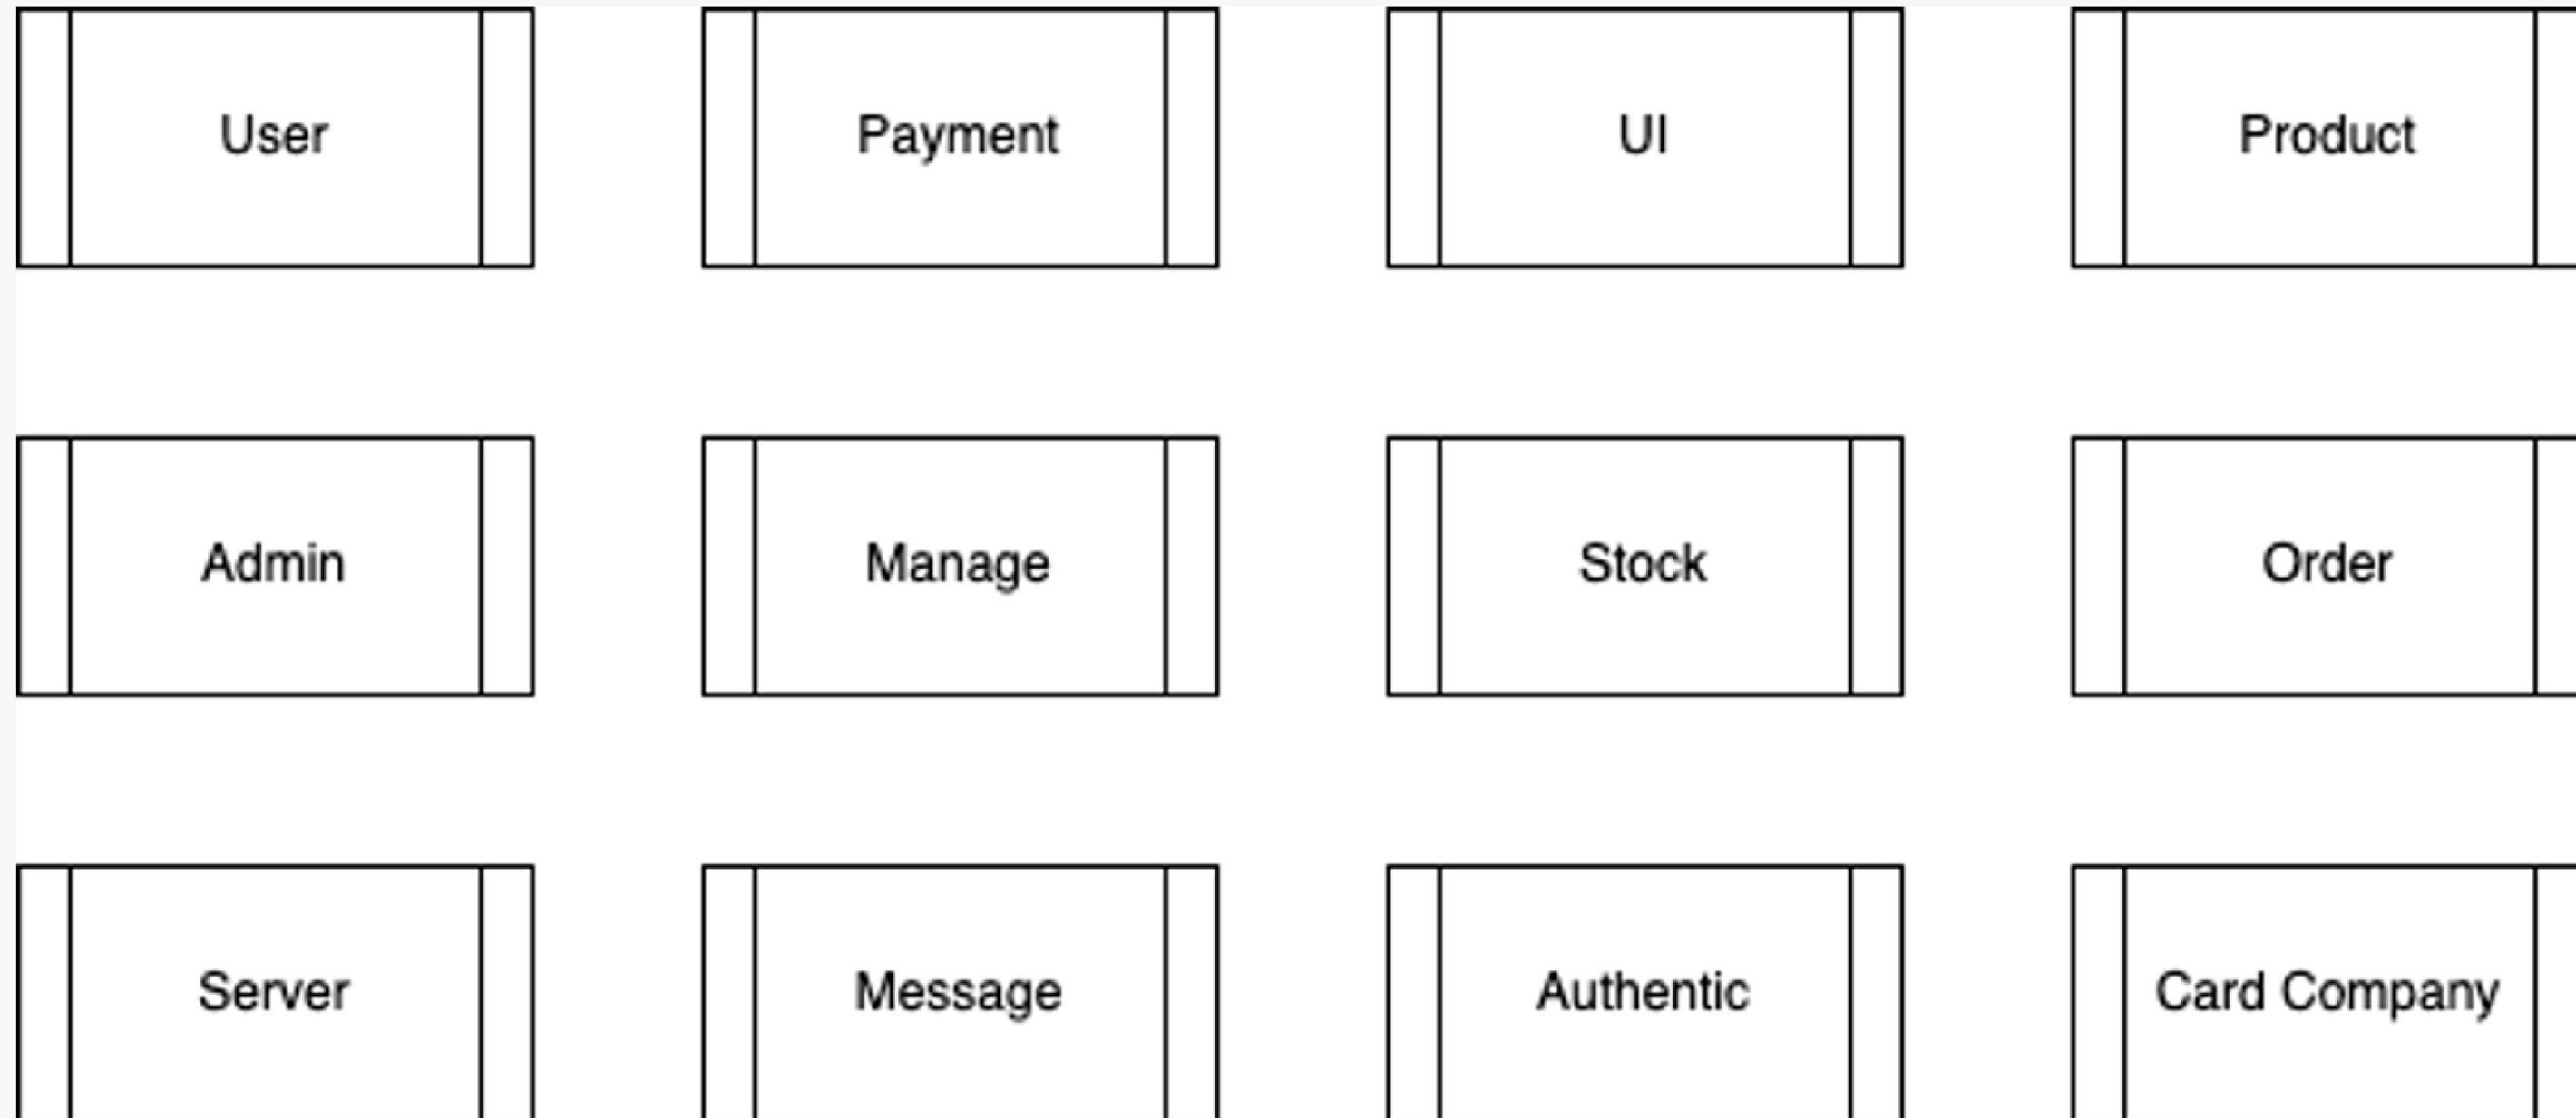 User
Payment
UI
Product
Admin
Manage
Stock
Order
Server
Message
Authentic
Card Company